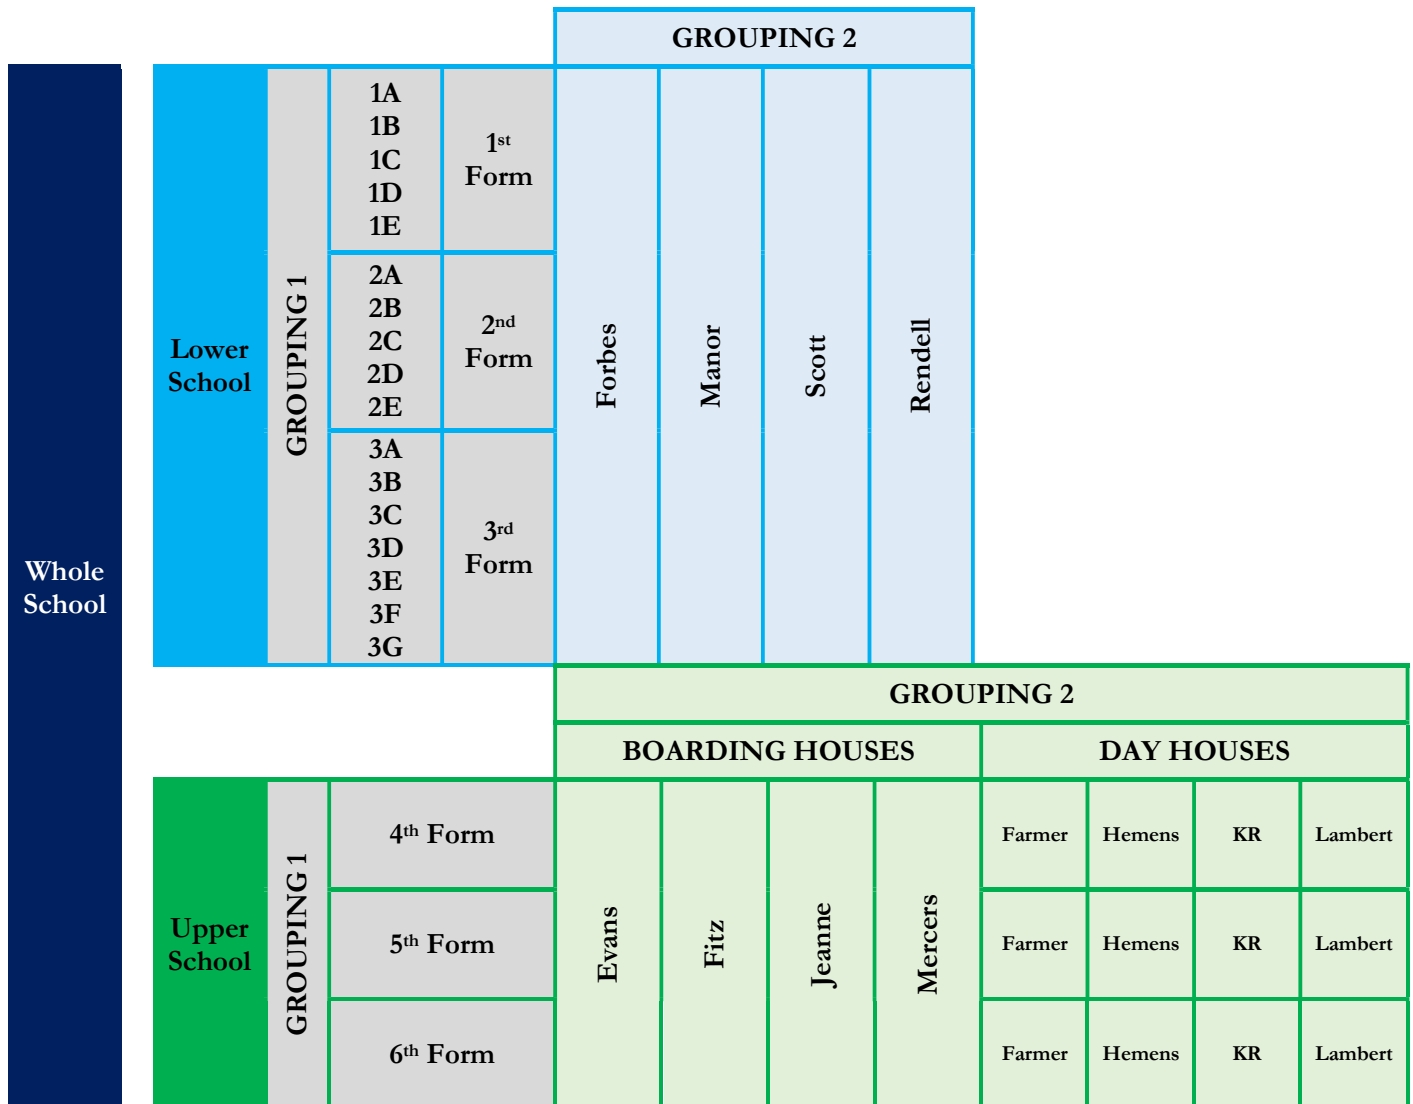 GROUPING 2
Whole
School
Lower
School
GROUPING 1
1A
1B
1C
1D
1E
1st
Form
2A
2B
2C
2D
2E
2nd
Form
3A
3B
3C
3D
3E
3F
3G
3rd
Form
Forbes
Manor
Scott
Rendell
GROUPING 2
BOARDING HOUSES
DAY HOUSES
Upper
School
GROUPING 1
4th Form
5th Form
6th Form
Evans
Fitz
Jeanne
Mercers
Farmer
Hemens
KR
Lambert
Farmer
Hemens
KR
Lambert
Farmer
Hemens
KR
Lambert